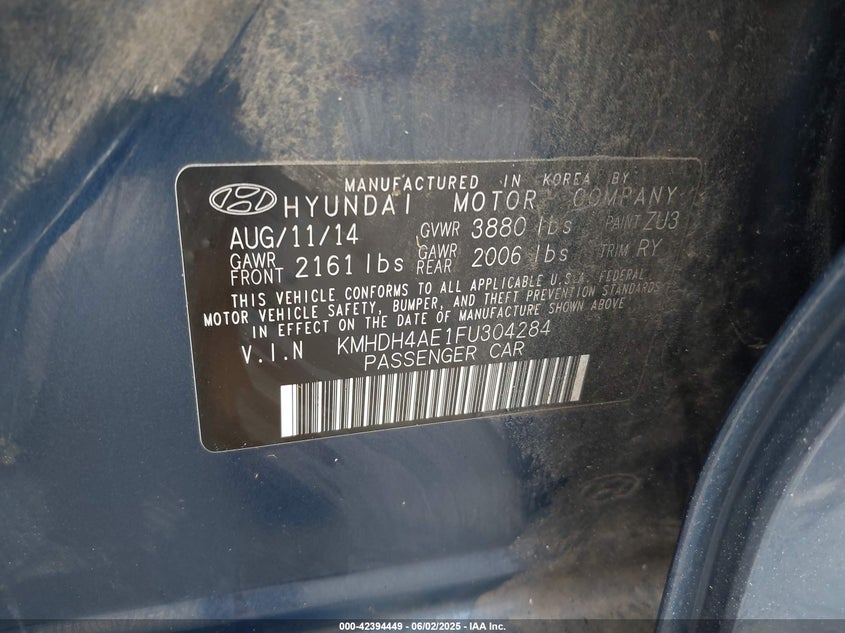 MANUFACTURED IN KOREA BY
HYUNDAI MOTOR COMPANY
AUG/11/14 GVWR 3880 lbs PAINT ZU3
GAWR FRONT 2161 lbs GAWR REAR 2006 lbs TRIM RY
THIS VEHICLE CONFORMS TO ALL APPLICABLE U.S.A. FEDERAL
MOTOR VEHICLE SAFETY, BUMPER, AND THEFT PREVENTION STANDARDS
IN EFFECT ON THE DATE OF MANUFACTURE SHOWN ABOVE
V.I.N KMHDH4AE1FU304284
PASSENGER CAR
000-42394449 - 06/02/2025 - IAA Inc.